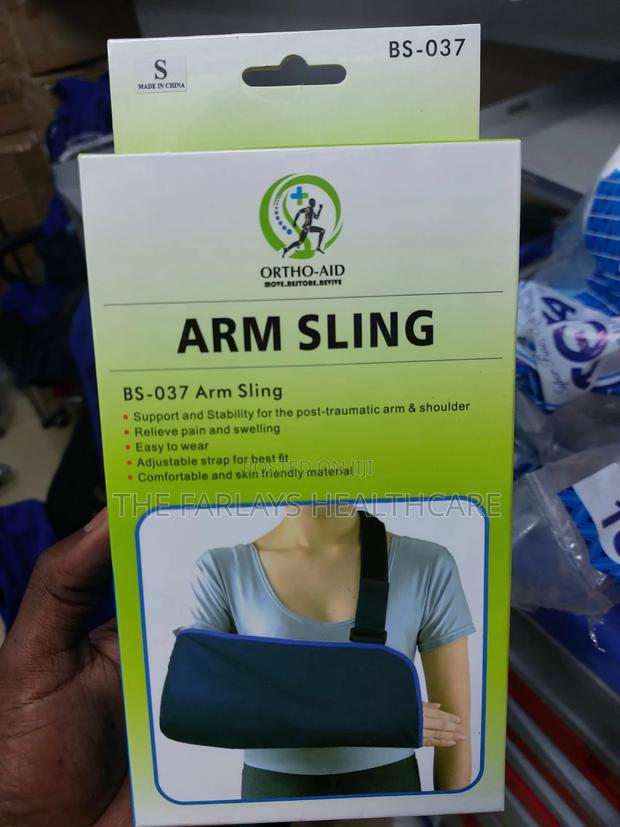 S
MADE IN CHINA
BS-037
ORTHO-AID
MOVE.RESTORE.REVIVE
ARM SLING
BS-037 Arm Sling
• Support and Stability for the post-traumatic arm & shoulder
• Relieve pain and swelling
• Easy to wear
• Adjustable strap for best fit
• Comfortable and skin friendly material
POSTED ON JIJI
THE FARLAYS HEALTHCARE